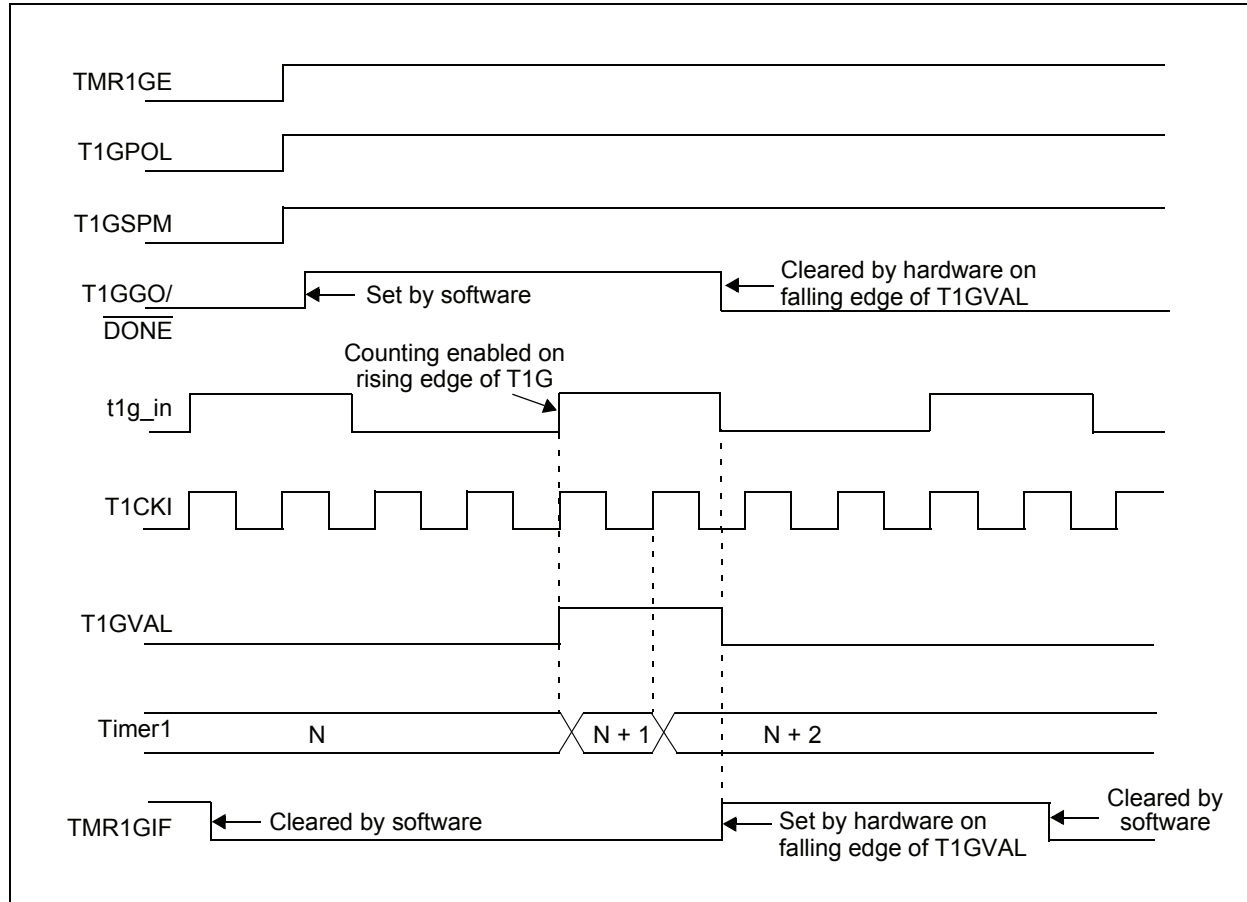 TMR1GE
T1GPOL
T1GSPM
T1GGO/
DONE
Set by software
Cleared by hardware on
falling edge of T1GVAL
Counting enabled on
rising edge of T1G
t1g_in
T1CKI
T1GVAL
Timer1
N
N + 1
N + 2
TMR1GIF
Cleared by software
Set by hardware on
falling edge of T1GVAL
Cleared by
software